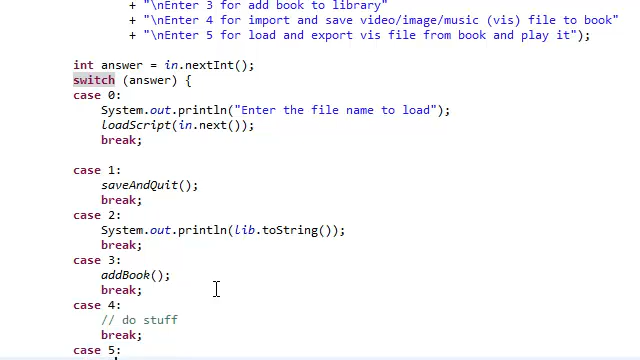 + "\nEnter 3 for add book to library"
+ "\nEnter 4 for import and save video/image/music (vis) file to book"
+ "\nEnter 5 for load and export vis file from book and play it");
int answer = in.nextInt();
switch (answer) {
case 0:
System.out.println("Enter the file name to load");
loadScript(in.next());
break;
case 1:
saveAndQuit();
break;
case 2:
System.out.println(lib.toString());
break;
case 3:
addBook();
break;
case 4:
// do stuff
break;
case 5: